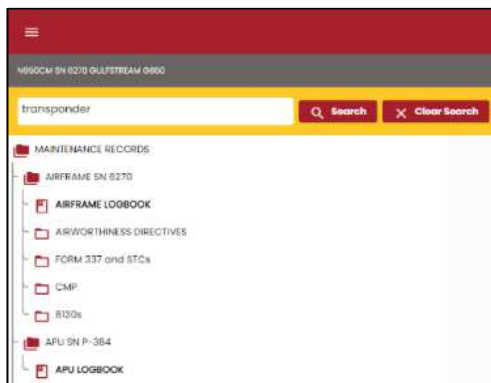 N650CM SN 6270 GULFSTREAM G650
transponder
Search
Clear Search
MAINTENANCE RECORDS
AIRFRAME SN 6270
AIRFRAME LOGBOOK
AIRWORTHINESS DIRECTIVES
FORM 337 and STCs
CMP
8130s
APU SN P-384
APU LOGBOOK